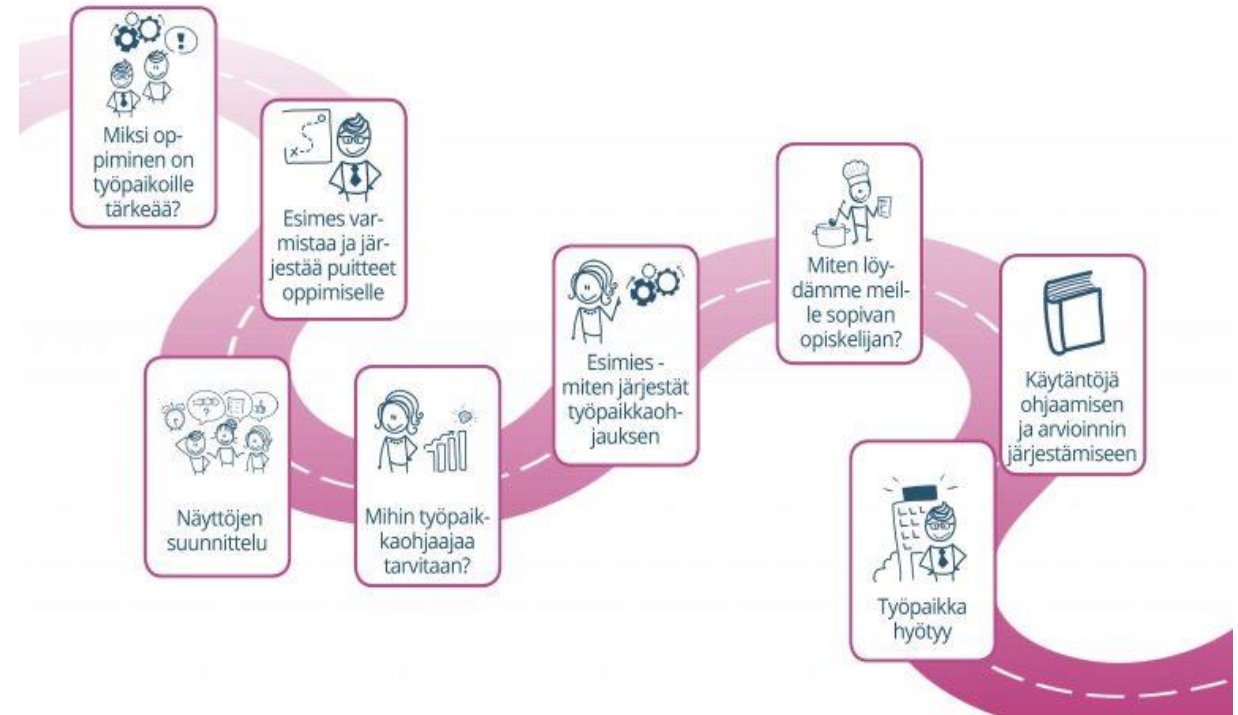 Miksi op-
piminen on
työpaikoille
tärkeää?
Esimes var-
mistaa ja jär-
jestää puitteet
oppimiselle
Näyttöjen
suunnittelu
Mihin työpaik-
kaohjaajaa
tarvitaan?
Esimies -
miten järjestät
työpaikkaoh-
jauksen
Miten löy-
dämme meil-
le sopivan
opiskelijan?
Käytäntöjä
ohjaamisen
ja arvioinnin
järjestämiseen
Työpaikka
hyötyy